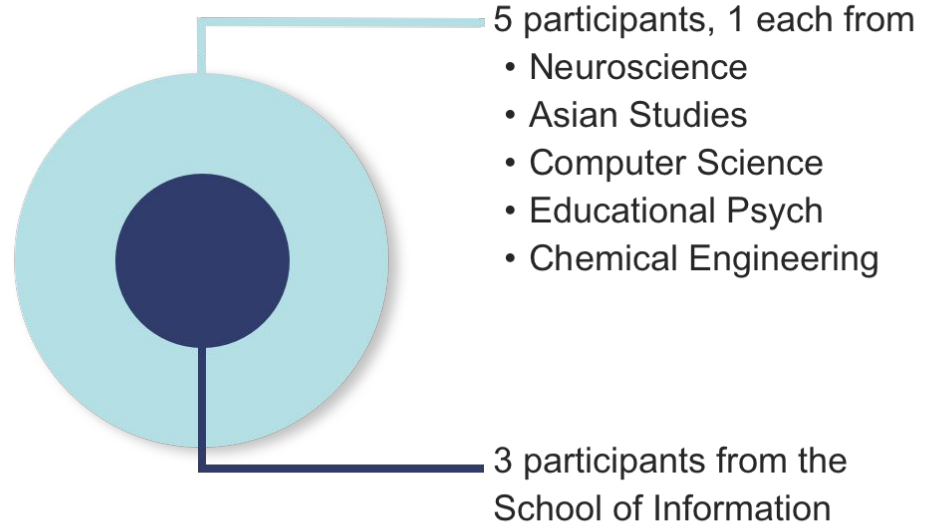 5 participants, 1 each from
• Neuroscience
• Asian Studies
• Computer Science
• Educational Psych
• Chemical Engineering
3 participants from the
School of Information